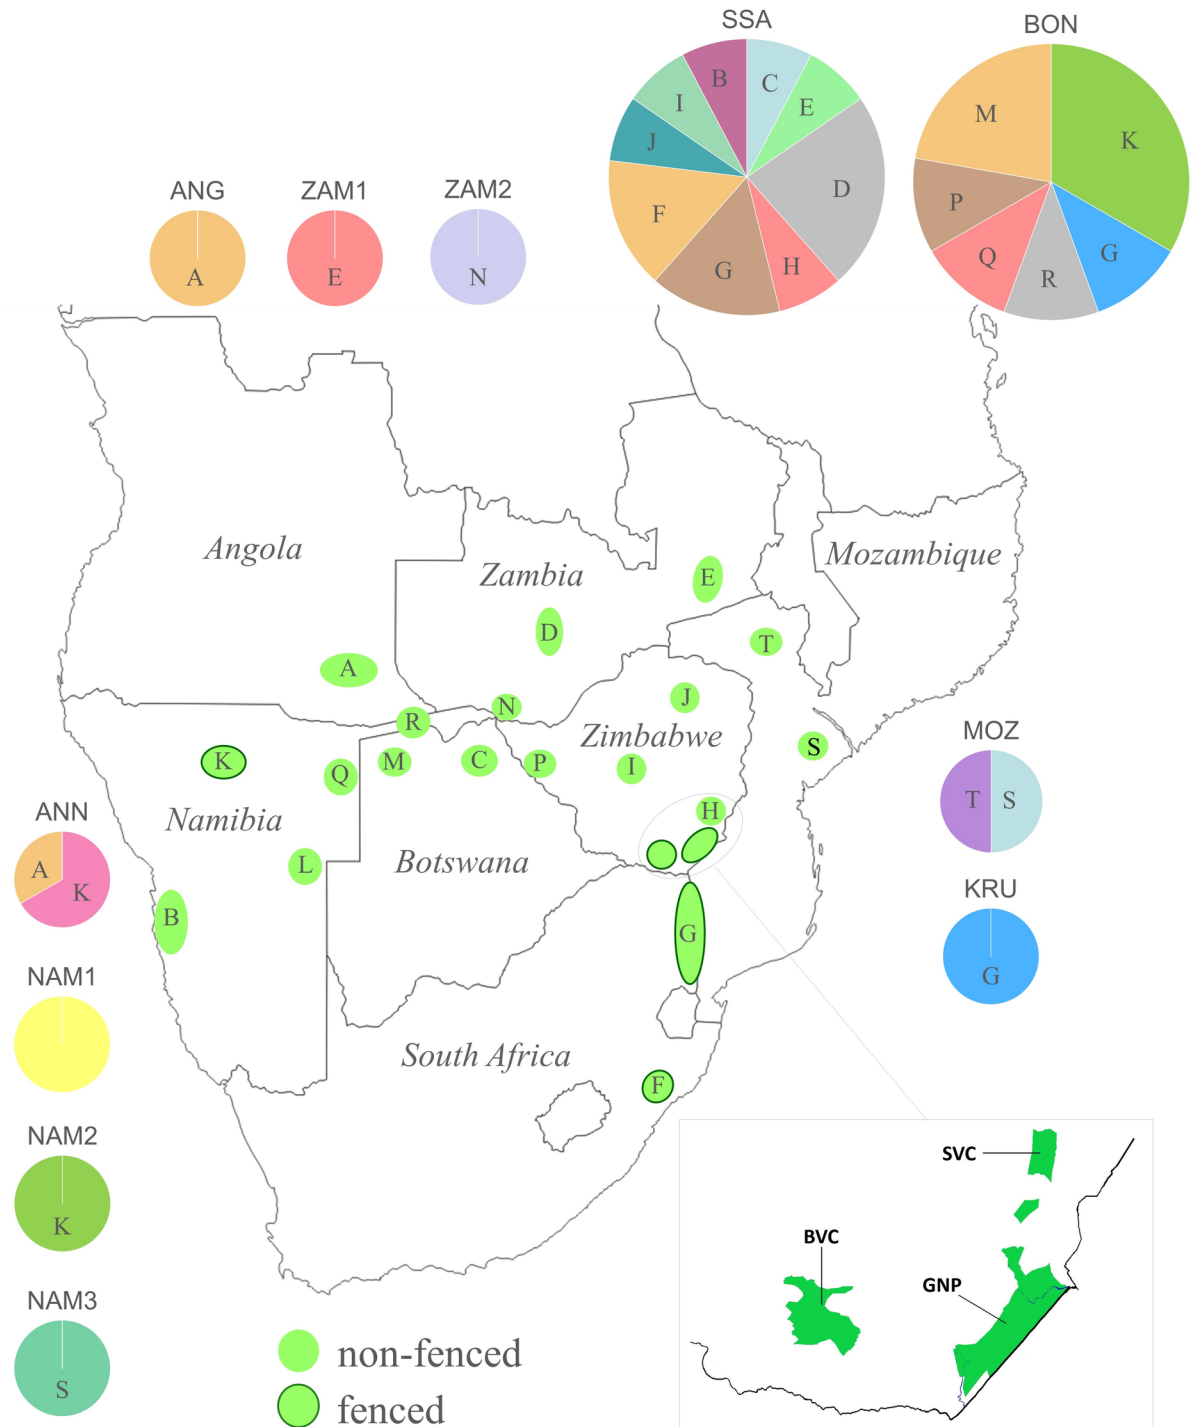 SSA
BON
B
C
I
E
J
D
F
G
H
M
K
P
G
Q
R
ANG
ZAM1
ZAM2
A
E
N
Angola
Zambia
Mozambique
E
D
T
A
J
N
R
Zimbabwe
S
K
Q
M
C
P
I
H
Namibia
L
Botswana
B
G
South Africa
F
MOZ
T
S
KRU
G
ANN
A
K
NAM1
NAM2
K
NAM3
S
SVC
BVC
GNP
non-fenced
fenced